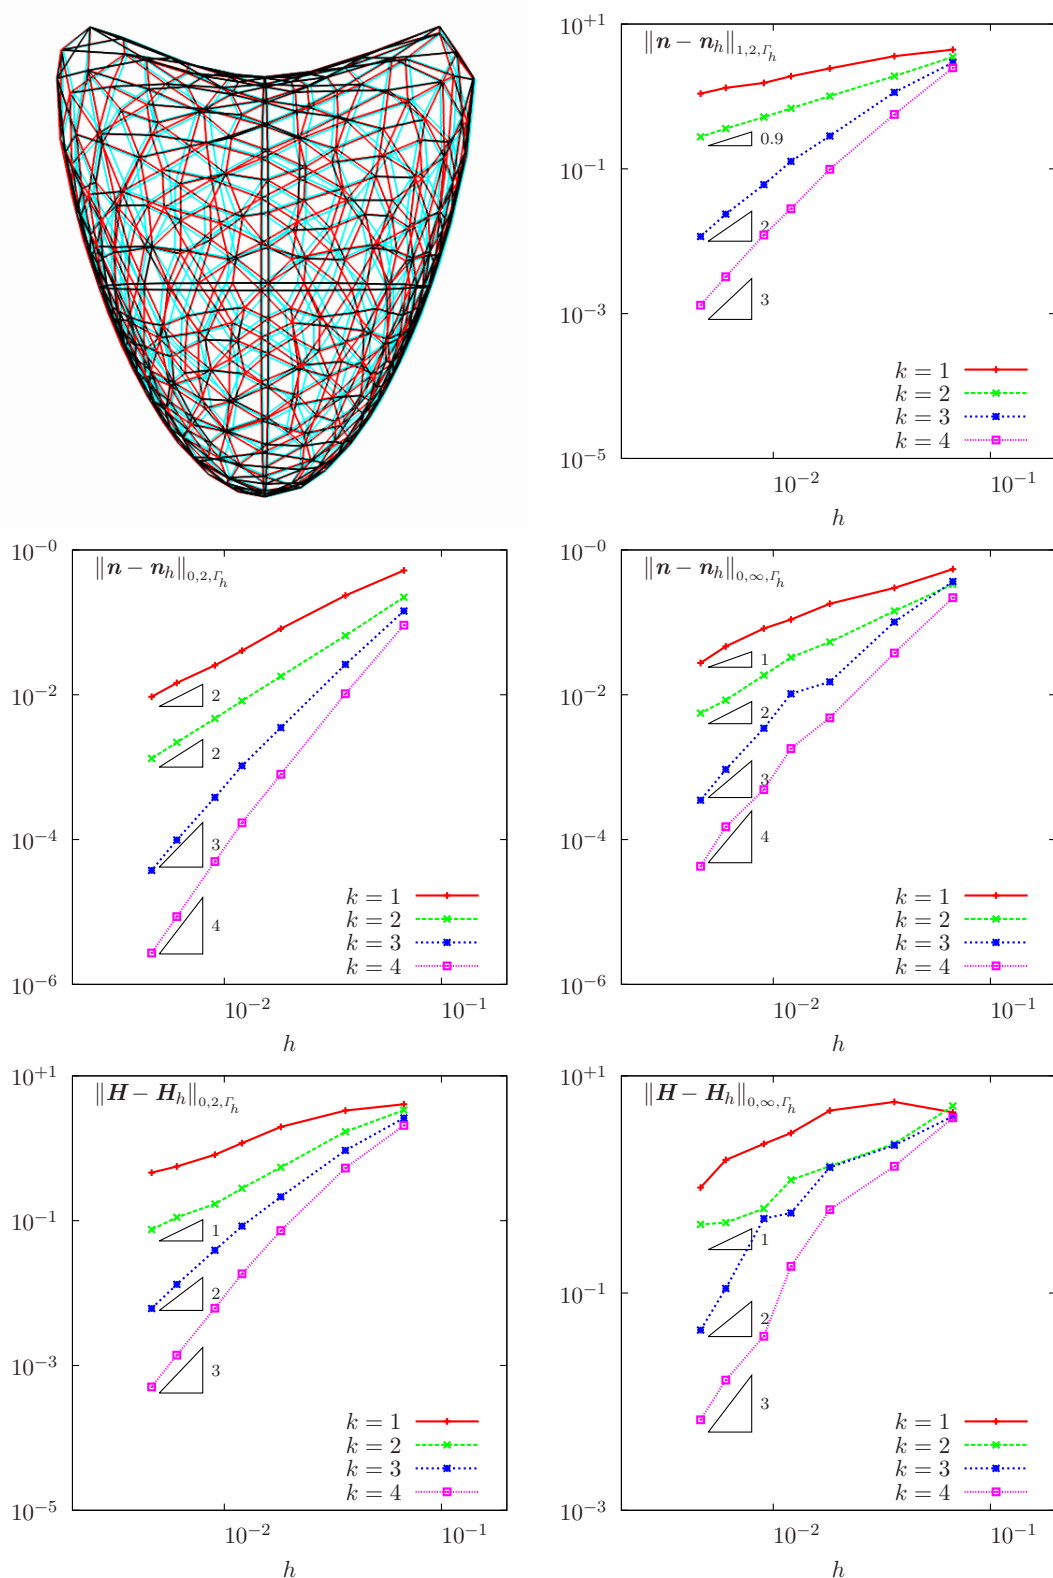 10^{+1}
‖n − n_h‖_{1,2,Γ_h}
0.9
10^{−1}
2
3
10^{−3}
k = 1
k = 2
k = 3
k = 4
10^{−5}
10^{−2} 10^{−1}
h
10^{−0}
‖n − n_h‖_{0,2,Γ_h}
10^{−2}
2
2
10^{−4}
3
4
k = 1
k = 2
k = 3
k = 4
10^{−6}
10^{−2} 10^{−1}
h
10^{−0}
‖n − n_h‖_{0,∞,Γ_h}
1
10^{−2}
2
3
10^{−4}
4
k = 1
k = 2
k = 3
k = 4
10^{−6}
10^{−2} 10^{−1}
h
10^{+1}
‖H − H_h‖_{0,2,Γ_h}
10^{−1}
1
2
10^{−3}
3
k = 1
k = 2
k = 3
k = 4
10^{−5}
10^{−2} 10^{−1}
h
10^{+1}
‖H − H_h‖_{0,∞,Γ_h}
1
10^{−1}
2
3
k = 1
k = 2
k = 3
k = 4
10^{−3}
10^{−2} 10^{−1}
h